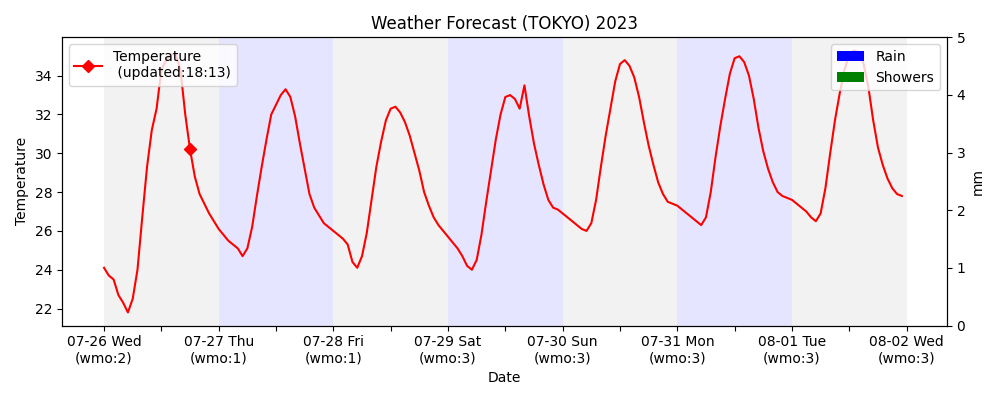 Weather Forecast (TOKYO) 2023
Temperature
(updated:18:13)
Rain
Showers
Temperature
34
32
30
28
26
24
22
5
4
3
2
1
0
mm
07-26 Wed
(wmo:2)
07-27 Thu
(wmo:1)
07-28 Fri
(wmo:1)
07-29 Sat
(wmo:3)
07-30 Sun
(wmo:3)
07-31 Mon
(wmo:3)
08-01 Tue
(wmo:3)
08-02 Wed
(wmo:3)
Date